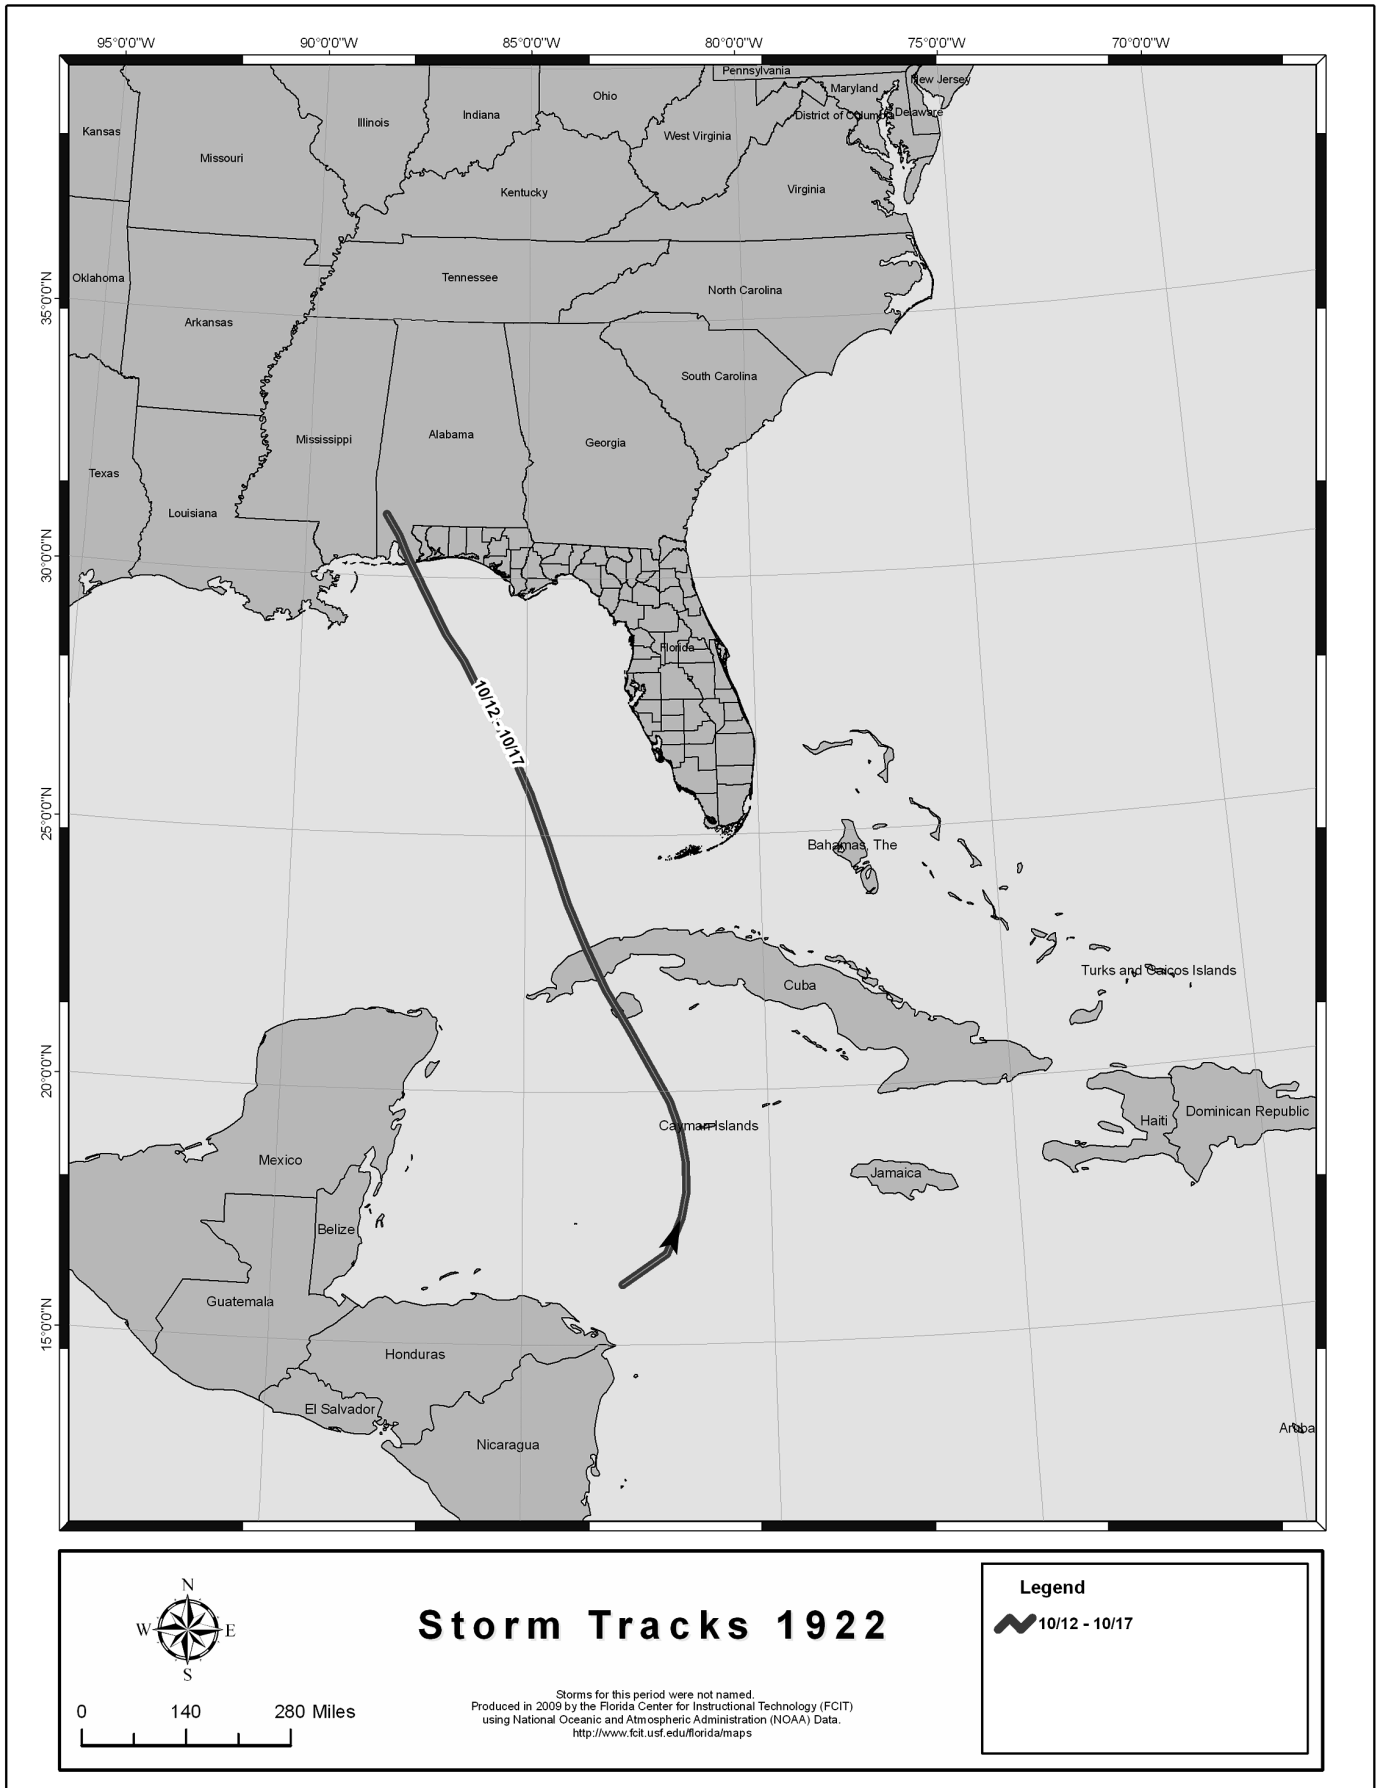 95°0'0"W 90°0'0"W 85°0'0"W 80°0'0"W 75°0'0"W 70°0'0"W
Pennsylvania
New Jersey
Maryland
Ohio
Delaware
Indiana
District of Columbia
Illinois
Kansas
West Virginia
Missouri
Virginia
Kentucky
Oklahoma
Tennessee
North Carolina
35°0'0"N
Arkansas
South Carolina
Alabama
Mississippi
Georgia
Texas
Louisiana
30°0'0"N
Florida
10/12 - 10/17
25°0'0"N
Bahamas, The
Turks and Caicos Islands
Cuba
20°0'0"N
Dominican Republic
Haiti
Cayman Islands
Mexico
Jamaica
Belize
Guatemala
15°0'0"N
Honduras
El Salvador
Aruba
Nicaragua
N
W E
S
Storm Tracks 1922
Legend
10/12 - 10/17
0 140 280 Miles
Storms for this period were not named.
Produced in 2009 by the Florida Center for Instructional Technology (FCIT)
using National Oceanic and Atmospheric Administration (NOAA) Data.
http://www.fcit.usf.edu/florida/maps